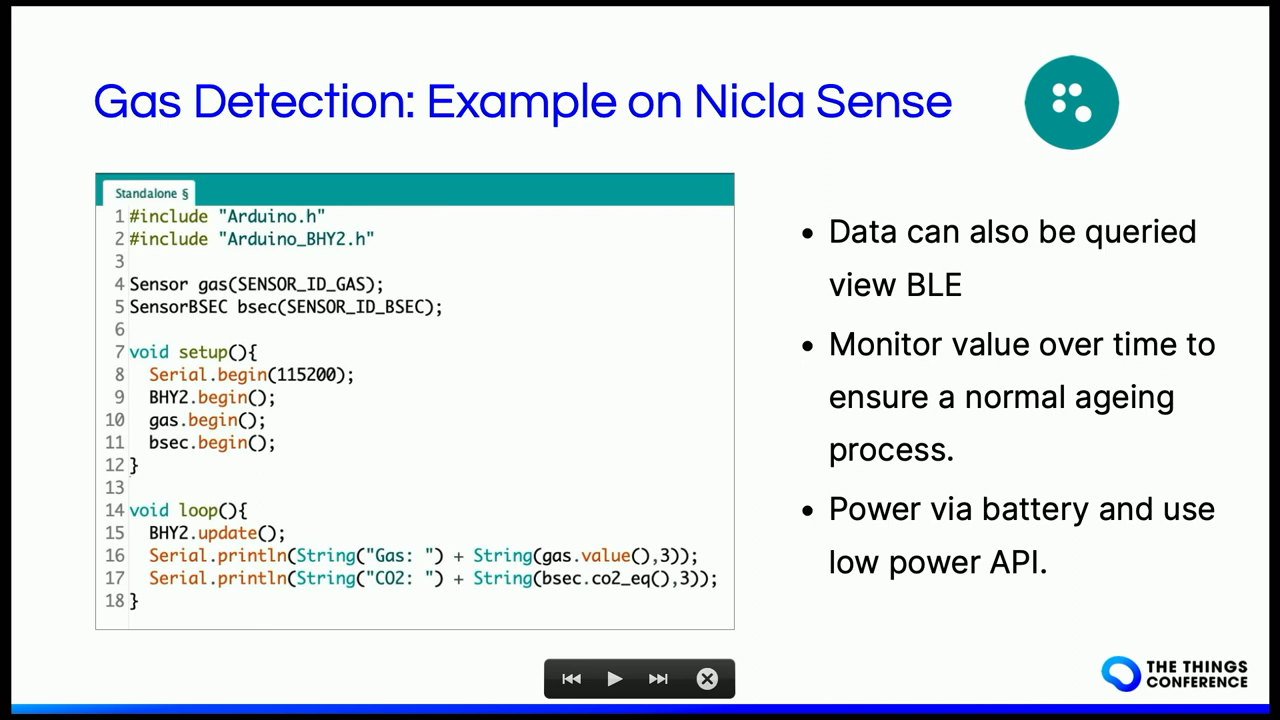 Gas Detection: Example on Nicla Sense
Standalone §
1 #include "Arduino.h"
2 #include "Arduino_BHY2.h"
3
4 Sensor gas(SENSOR_ID_GAS);
5 SensorBSEC bsec(SENSOR_ID_BSEC);
6
7 void setup(){
8   Serial.begin(115200);
9   BHY2.begin();
10   gas.begin();
11   bsec.begin();
12 }
13
14 void loop(){
15   BHY2.update();
16   Serial.println(String("Gas: ") + String(gas.value(),3));
17   Serial.println(String("CO2: ") + String(bsec.co2_eq(),3));
18 }
• Data can also be queried
view BLE
• Monitor value over time to
ensure a normal ageing
process.
• Power via battery and use
low power API.
THE THINGS
CONFERENCE